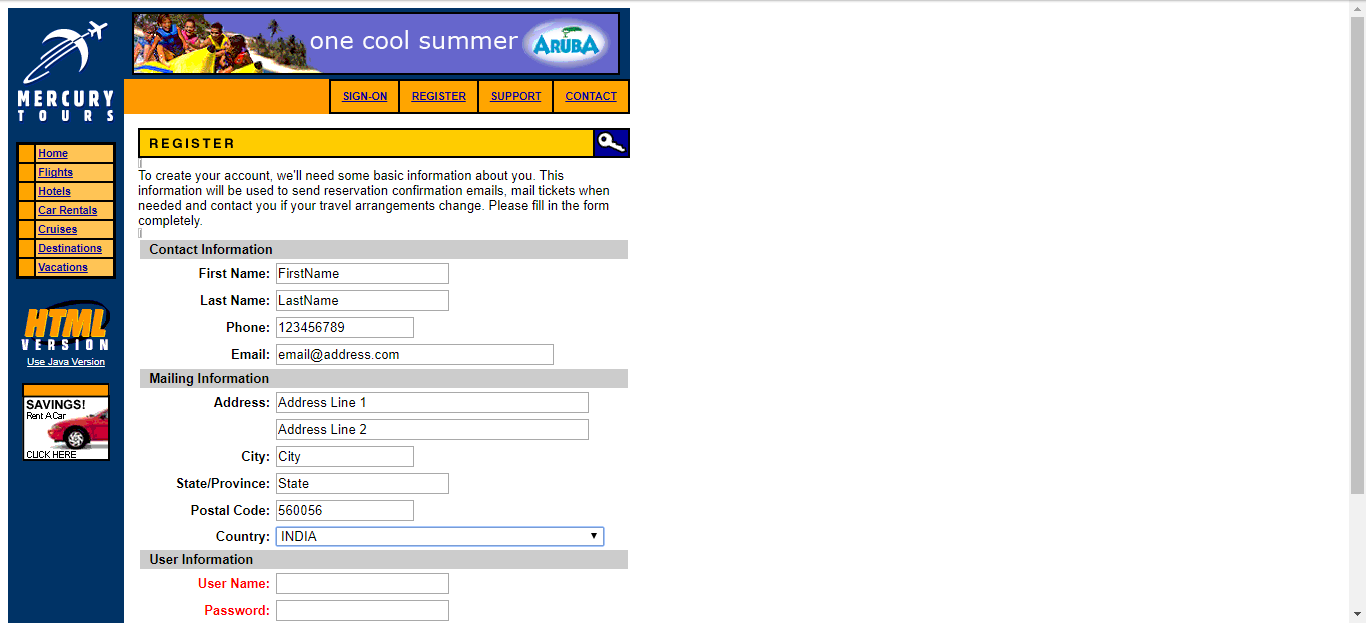 MERCURY
TOURS
one cool summer
ARUBA
SIGN-ON REGISTER SUPPORT CONTACT
Home
Flights
Hotels
Car Rentals
Cruises
Destinations
Vacations
HTML
VERSION
Use Java Version
SAVINGS!
Rent A Car
CLICK HERE
REGISTER
To create your account, we'll need some basic information about you. This
information will be used to send reservation confirmation emails, mail tickets when
needed and contact you if your travel arrangements change. Please fill in the form
completely.
Contact Information
First Name: FirstName
Last Name: LastName
Phone: 123456789
Email: email@address.com
Mailing Information
Address: Address Line 1
Address Line 2
City: City
State/Province: State
Postal Code: 560056
Country: INDIA
User Information
User Name:
Password: